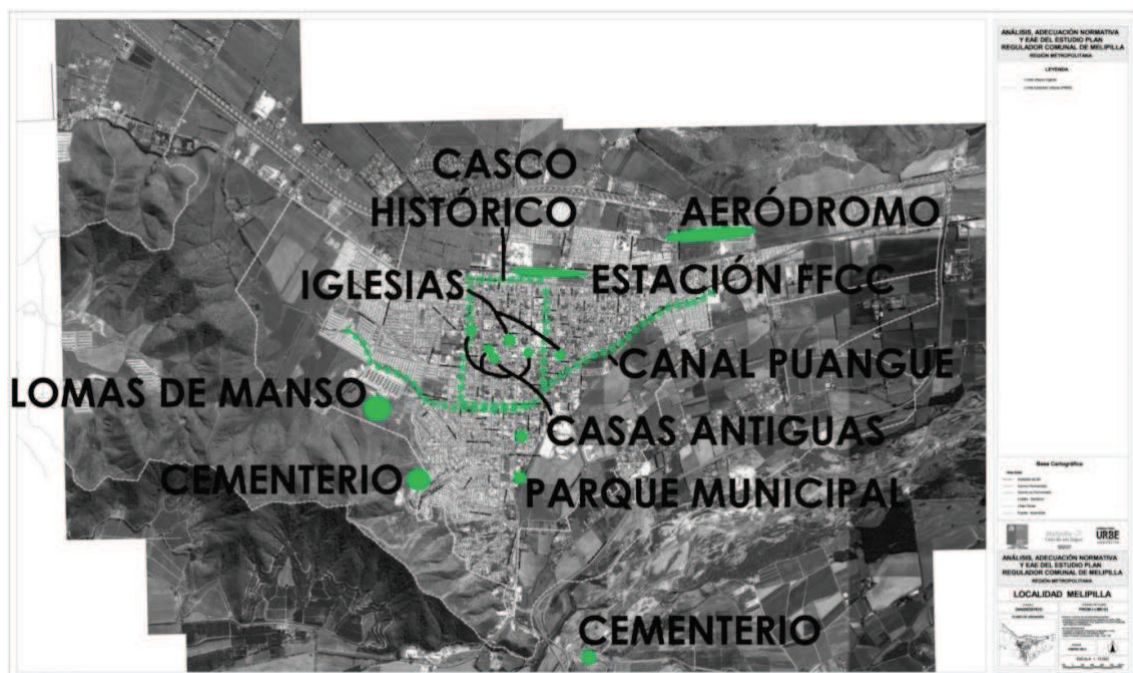 CASCO
HISTÓRICO
AERÓDROMO
IGLESIAS
ESTACIÓN FFCC
CANAL PUANGUE
LOMAS DE MANSO
CASAS ANTIGUAS
CEMENTERIO
PARQUE MUNICIPAL
CEMENTERIO
ANÁLISIS, ADECUACIÓN NORMATIVA
Y EAE DEL ESTUDIO PLAN
REGULADOR COMUNAL DE MELIPILLA
REGIÓN METROPOLITANA
LEYENDA
Base Cartográfica
URBE
ANÁLISIS, ADECUACIÓN NORMATIVA
Y EAE DEL ESTUDIO PLAN
REGULADOR COMUNAL DE MELIPILLA
REGIÓN METROPOLITANA
LOCALIDAD MELIPILLA
DIAGNÓSTICO